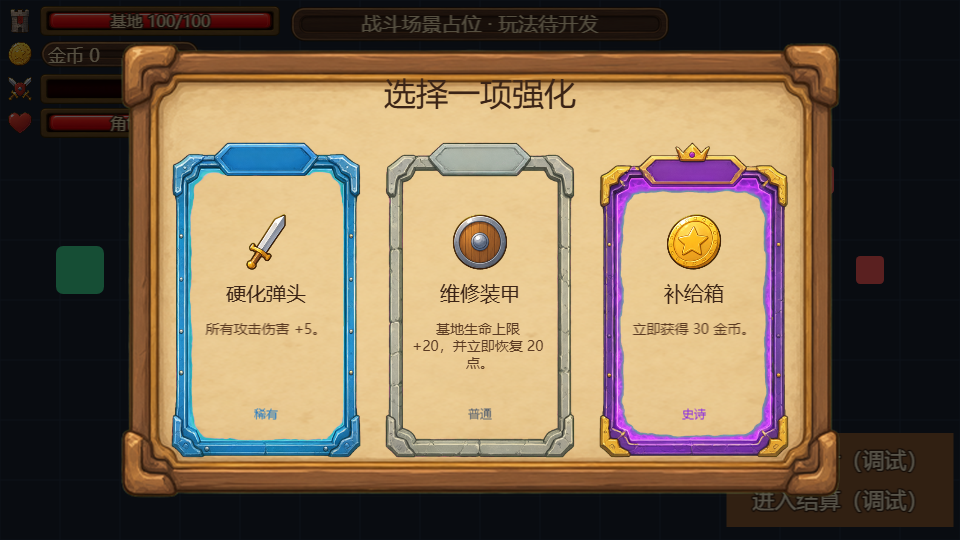 基地 100/100
战斗场景占位 · 玩法待开发
金币 0
选择一项强化
硬化弹头
所有攻击伤害 +5。
稀有
维修装甲
基地生命上限
+20，并立即恢复 20
点。
普通
补给箱
立即获得 30 金币。
史诗
（调试）
进入结算（调试）